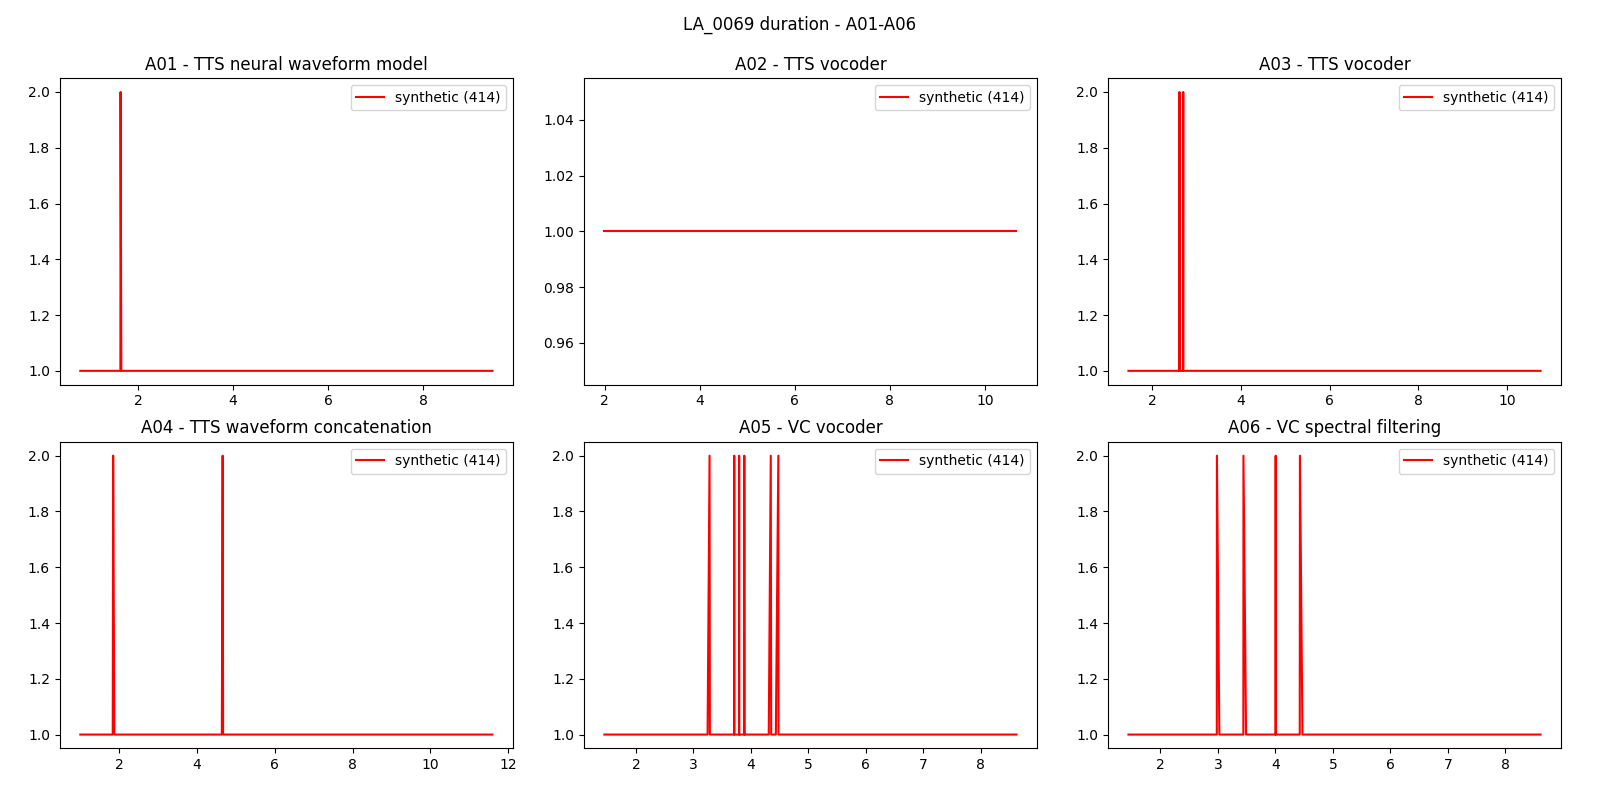 LA_0069 duration - A01-A06
A01 - TTS neural waveform model
synthetic (414)
2.0
1.8
1.6
1.4
1.2
1.0
2 4 6 8
A02 - TTS vocoder
synthetic (414)
1.04
1.02
1.00
0.98
0.96
2 4 6 8 10
A03 - TTS vocoder
synthetic (414)
2.0
1.8
1.6
1.4
1.2
1.0
2 4 6 8 10
A04 - TTS waveform concatenation
synthetic (414)
2.0
1.8
1.6
1.4
1.2
1.0
2 4 6 8 10 12
A05 - VC vocoder
synthetic (414)
2.0
1.8
1.6
1.4
1.2
1.0
2 3 4 5 6 7 8
A06 - VC spectral filtering
synthetic (414)
2.0
1.8
1.6
1.4
1.2
1.0
2 3 4 5 6 7 8